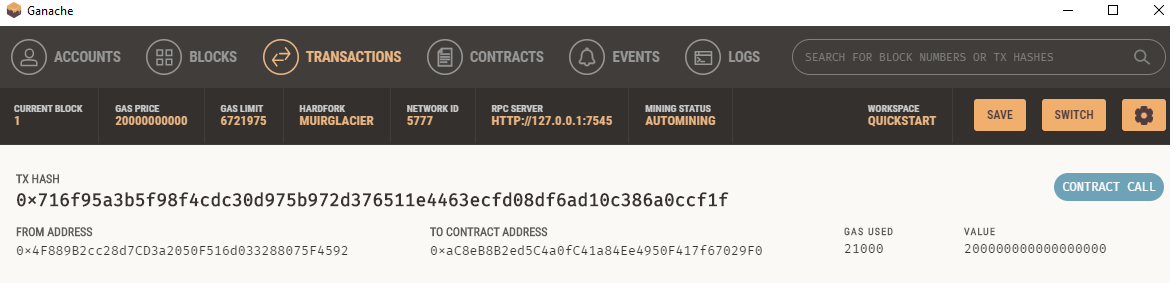 Ganache
ACCOUNTS BLOCKS TRANSACTIONS CONTRACTS EVENTS LOGS SEARCH FOR BLOCK NUMBERS OR TX HASHES
CURRENT BLOCK GAS PRICE GAS LIMIT HARDFORK NETWORK ID RPC SERVER MINING STATUS WORKSPACE
1 20000000000 6721975 MUIRGLACIER 5777 HTTP://127.0.0.1:7545 AUTOMINING QUICKSTART SAVE SWITCH
TX HASH
0×716f95a3b5f98f4cdc30d975b972d376511e4463ecfd08df6ad10c386a0ccf1f CONTRACT CALL
FROM ADDRESS TO CONTRACT ADDRESS GAS USED VALUE
0×4F889B2cc28d7CD3a2050F516d033288075F4592 0×aC8eB8B2ed5C4a0fC41a84Ee4950F417f67029F0 21000 200000000000000000